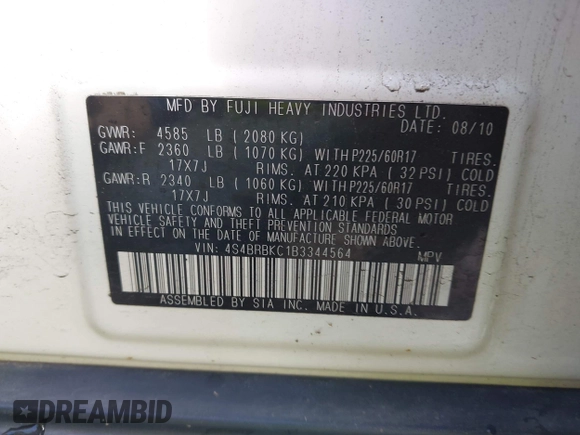 MFD BY FUJI HEAVY INDUSTRIES LTD.
DATE: 08/10
GVWR: 4585 LB (2080 KG)
GAWR:F 2360 LB (1070 KG) WITH P225/60R17 TIRES.
17X7J RIMS. AT 220 KPA (32 PSI) COLD
GAWR:R 2340 LB (1060 KG) WITH P225/60R17 TIRES.
17X7J RIMS. AT 210 KPA (30 PSI) COLD
THIS VEHICLE CONFORMS TO ALL APPLICABLE FEDERAL MOTOR
VEHICLE SAFETY AND THEFT PREVENTION STANDARDS
IN EFFECT ON THE DATE OF MANUFACTURE SHOWN ABOVE.
VIN: 4S4BRBKC1B3344564 MPV
ASSEMBLED BY SIA INC. MADE IN U.S.A.
DREAMBID